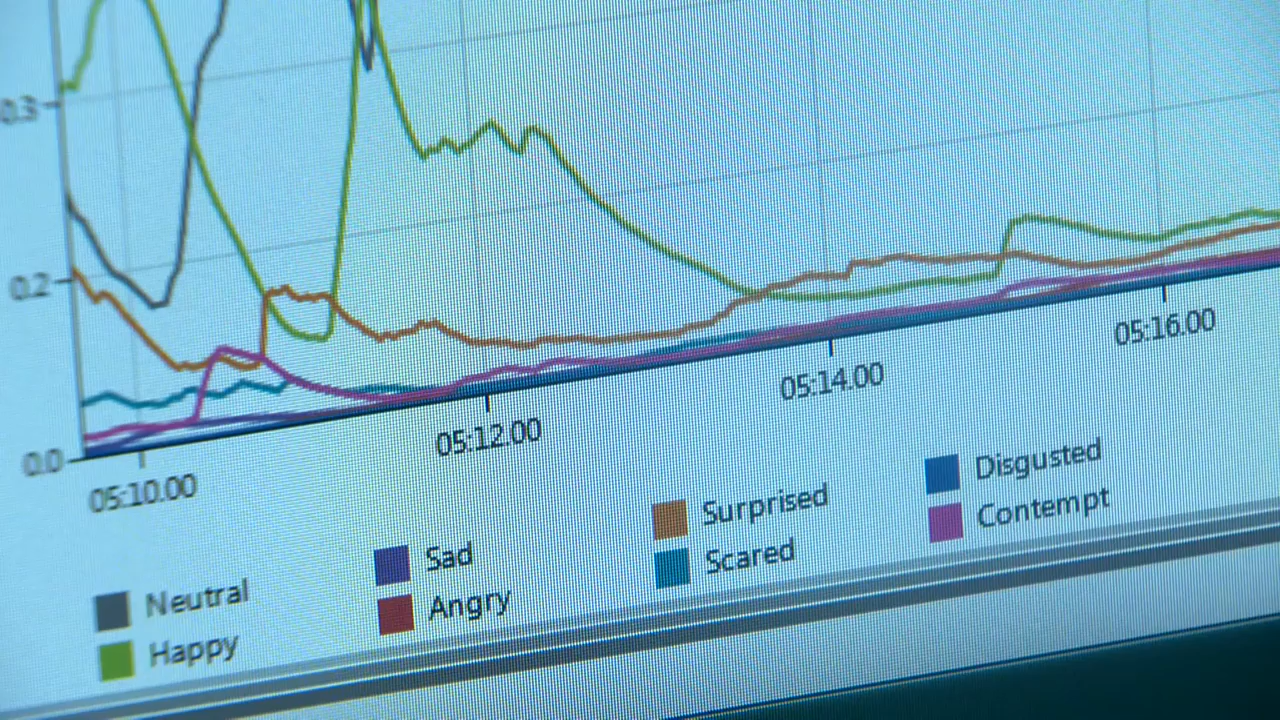 0.3
0.2
0.0
05:10.00 05:12.00 05:14.00 05:16.00
Neutral Sad Surprised Disgusted
Happy Angry Scared Contempt